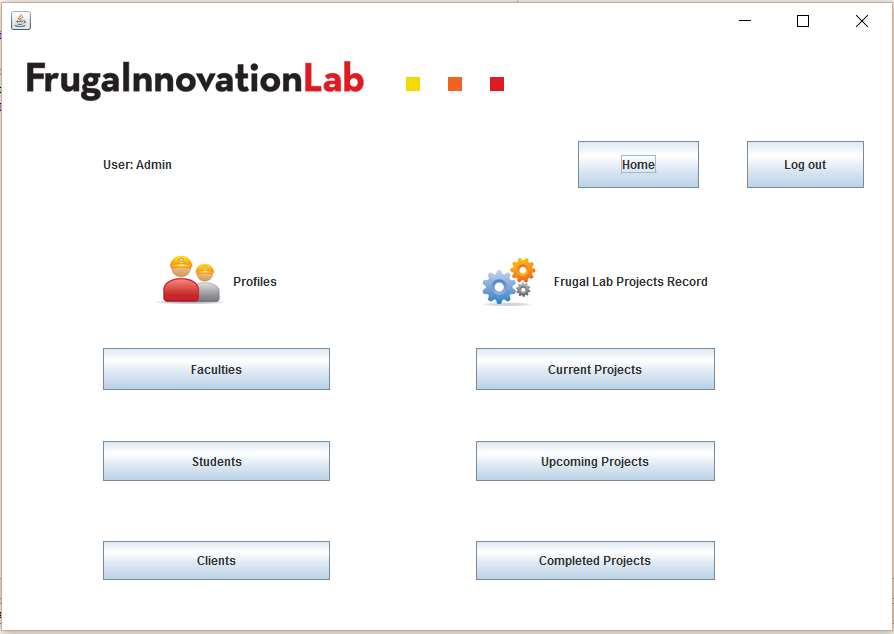 FrugalInnovationLab
User: Admin
Home
Log out
Profiles
Frugal Lab Projects Record
Faculties
Current Projects
Students
Upcoming Projects
Clients
Completed Projects